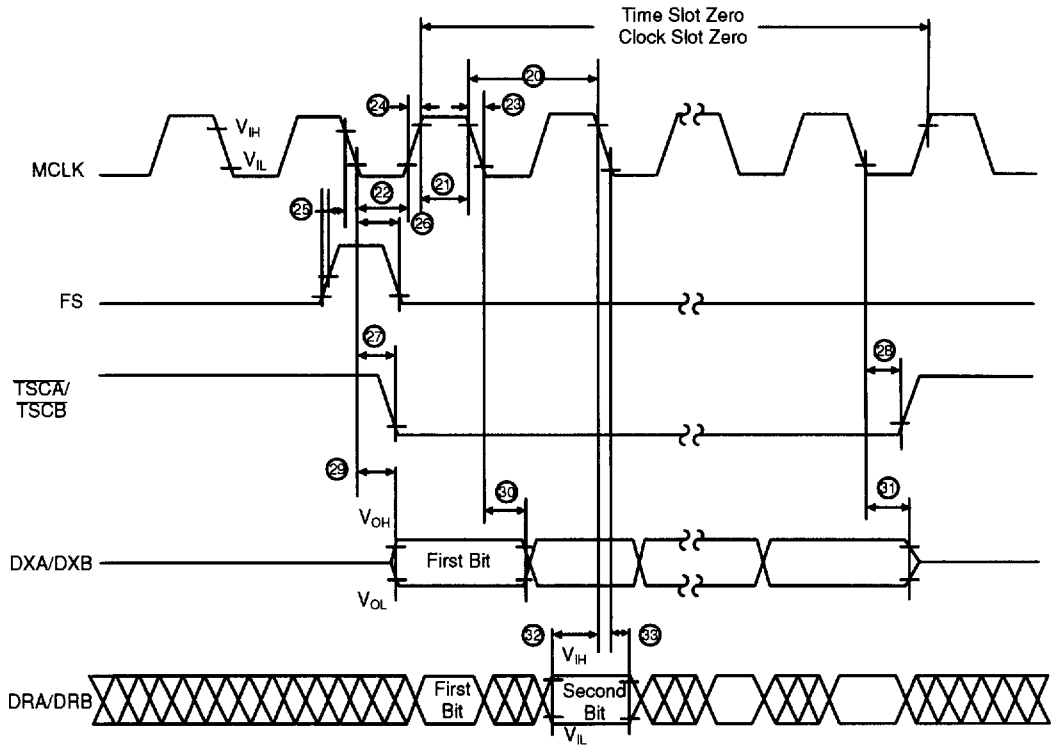 Time Slot Zero
Clock Slot Zero
20
24
23
VIH
VIL
MCLK
22
21
25
26
FS
27
28
TSCA/
TSCB
29
30
31
VOH
DXA/DXB
First Bit
VOL
32
33
VIH
DRA/DRB
First
Bit
Second
Bit
VIL